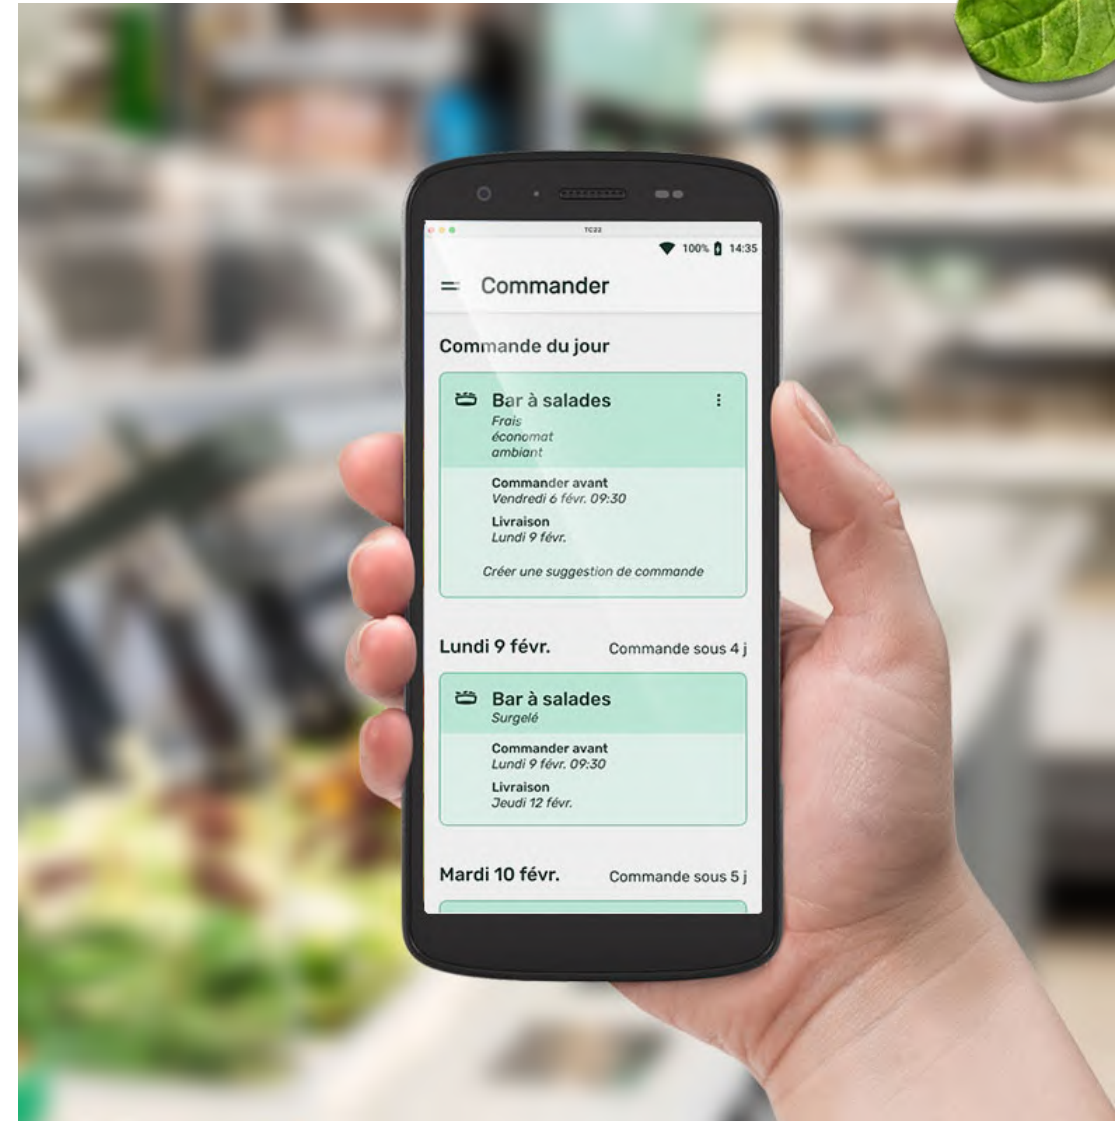 TC22
100% 14:35
Commander
Commande du jour
Bar à salades
Frais
économat
ambiant
Commander avant
Vendredi 6 févr. 09:30
Livraison
Lundi 9 févr.
Créer une suggestion de commande
Lundi 9 févr. Commande sous 4 j
Bar à salades
Surgelé
Commander avant
Lundi 9 févr. 09:30
Livraison
Jeudi 12 févr.
Mardi 10 févr. Commande sous 5 j